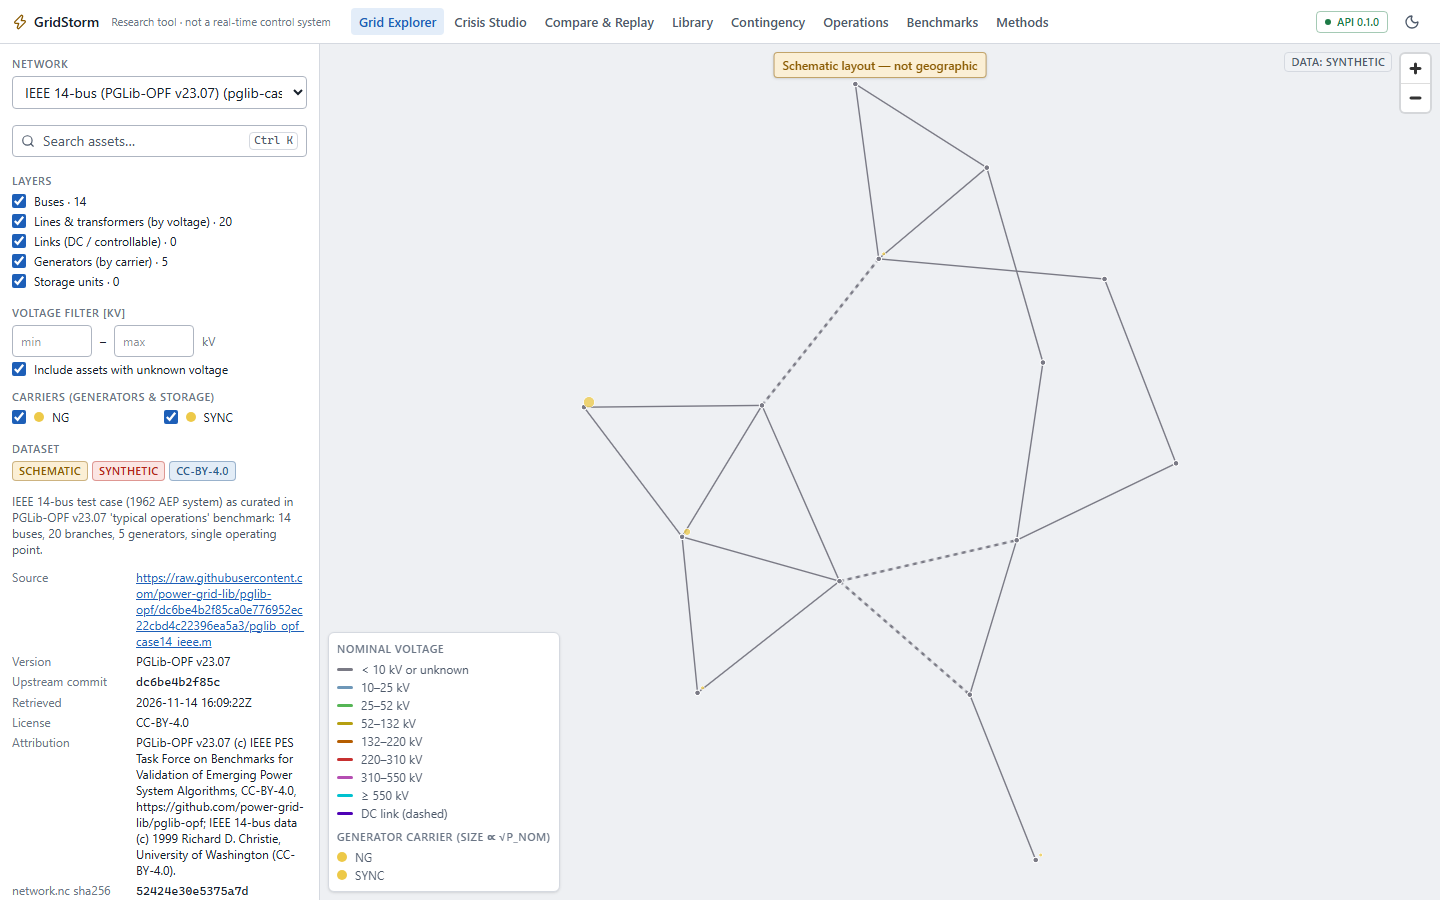 GridStorm
Research tool · not a real-time control system
Grid Explorer
Crisis Studio
Compare & Replay
Library
Contingency
Operations
Benchmarks
Methods
API 0.1.0
NETWORK
IEEE 14-bus (PGLib-OPF v23.07) (pglib-cas
Search assets...
Ctrl K
LAYERS
Buses · 14
Lines & transformers (by voltage) · 20
Links (DC / controllable) · 0
Generators (by carrier) · 5
Storage units · 0
VOLTAGE FILTER [KV]
min – max kV
Include assets with unknown voltage
CARRIERS (GENERATORS & STORAGE)
NG
SYNC
DATASET
SCHEMATIC
SYNTHETIC
CC-BY-4.0
IEEE 14-bus test case (1962 AEP system) as curated in
PGLib-OPF v23.07 'typical operations' benchmark: 14
buses, 20 branches, 5 generators, single operating
point.
Source
https://raw.githubusercontent.c
om/power-grid-lib/pglib-
opf/dc6be4b2f85ca0e776952ec
22cbd4c22396ea5a3/pglib_opf_
case14_ieee.m
Version PGLib-OPF v23.07
Upstream commit dc6be4b2f85c
Retrieved 2026-11-14 16:09:22Z
License CC-BY-4.0
Attribution PGLib-OPF v23.07 (c) IEEE PES
Task Force on Benchmarks for
Validation of Emerging Power
System Algorithms, CC-BY-4.0,
https://github.com/power-grid-
lib/pglib-opf; IEEE 14-bus data
(c) 1999 Richard D. Christie,
University of Washington (CC-
BY-4.0).
network.nc sha256 52424e30e5375a7d
Schematic layout — not geographic
DATA: SYNTHETIC
+
−
NOMINAL VOLTAGE
< 10 kV or unknown
10–25 kV
25–52 kV
52–132 kV
132–220 kV
220–310 kV
310–550 kV
≥ 550 kV
DC link (dashed)
GENERATOR CARRIER (SIZE ∝ √P_NOM)
NG
SYNC